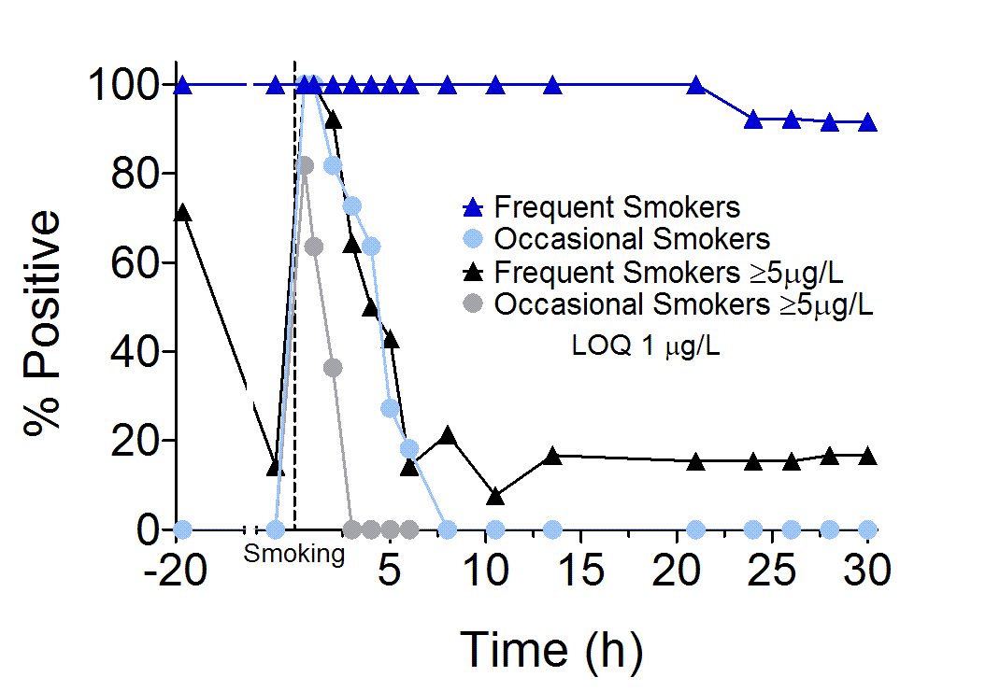 100
80
60
40
20
0
% Positive
Frequent Smokers
Occasional Smokers
Frequent Smokers ≥5μg/L
Occasional Smokers ≥5μg/L
LOQ 1 μg/L
Smoking
-20 5 10 15 20 25 30
Time (h)